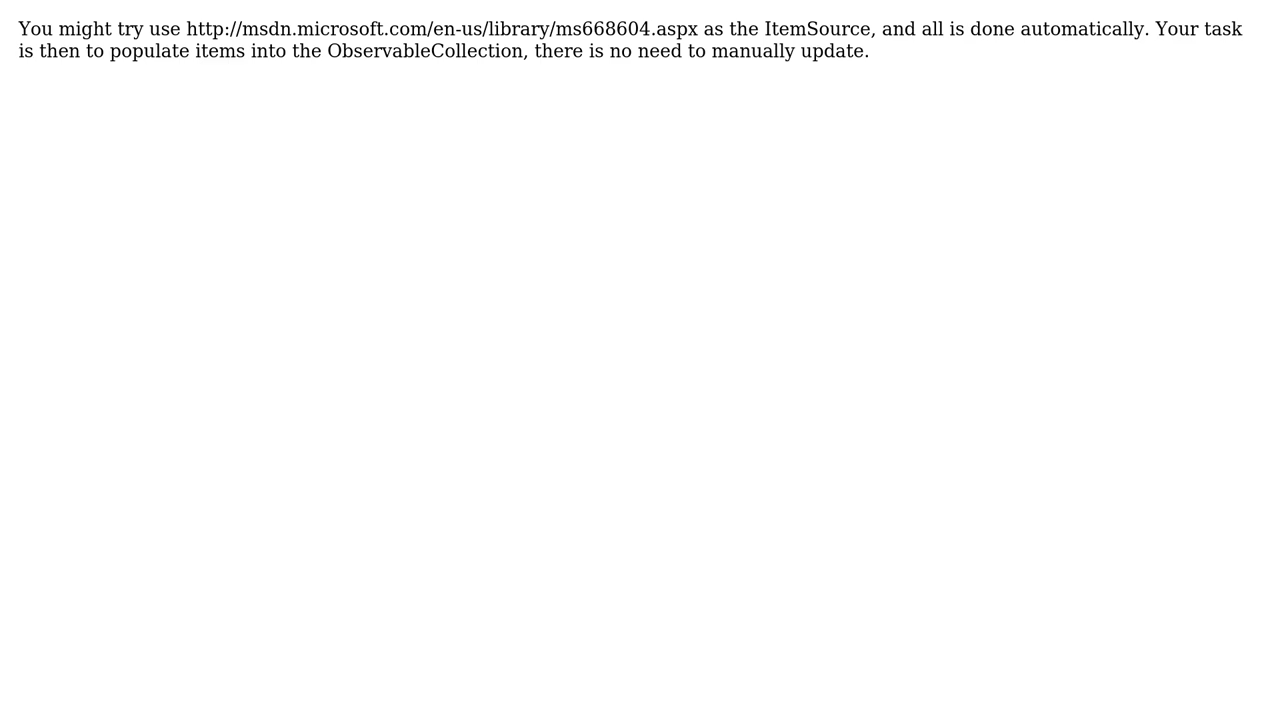 You might try use http://msdn.microsoft.com/en-us/library/ms668604.aspx as the ItemSource, and all is done automatically. Your task
is then to populate items into the ObservableCollection, there is no need to manually update.